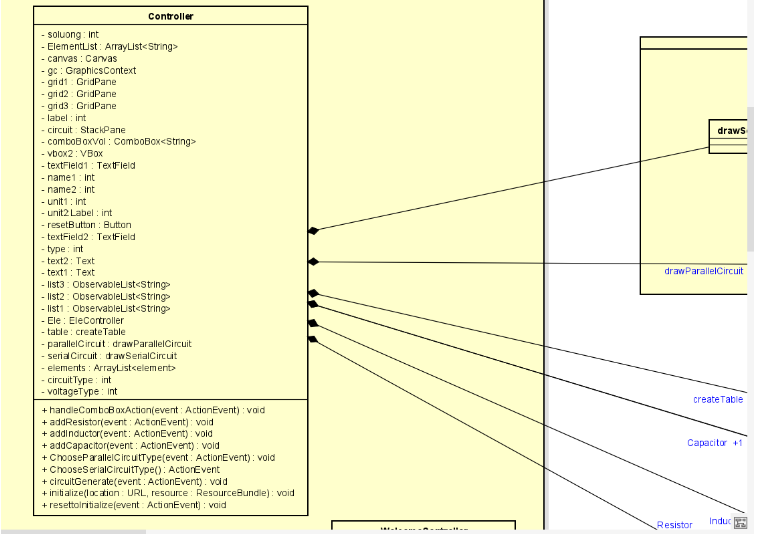 Controller
- soluong : int
- ElementList : ArrayList<String>
- canvas : Canvas
- gc : GraphicsContext
- grid1 : GridPane
- grid2 : GridPane
- grid3 : GridPane
- label : int
- circuit : StackPane
- comboBoxVol : ComboBox<String>
- vbox2 : VBox
- textField1 : TextField
- name1 : int
- name2 : int
- unit1 : int
- unit2Label : int
- resetButton : Button
- textField2 : TextField
- type : int
- text2 : Text
- text1 : Text
- list3 : ObservableList<String>
- list2 : ObservableList<String>
- list1 : ObservableList<String>
- Ele : EleController
- table : createTable
- parallelCircuit : drawParallelCircuit
- serialCircuit : drawSerialCircuit
- elements : ArrayList<element>
- circuitType : int
- voltageType : int
+ handleComboBoxAction(event : ActionEvent) : void
+ addResistor(event : ActionEvent) : void
+ addInductor(event : ActionEvent) : void
+ addCapacitor(event : ActionEvent) : void
+ ChooseParallelCircuitType(event : ActionEvent) : void
+ ChooseSerialCircuitType() : ActionEvent
+ circuitGenerate(event : ActionEvent) : void
+ initialize(location : URL, resource : ResourceBundle) : void
+ resettoInitialize(event : ActionEvent) : void
drawS
drawParallelCircuit
createTable
Capacitor +1
Induc
Resistor
WelcomeController